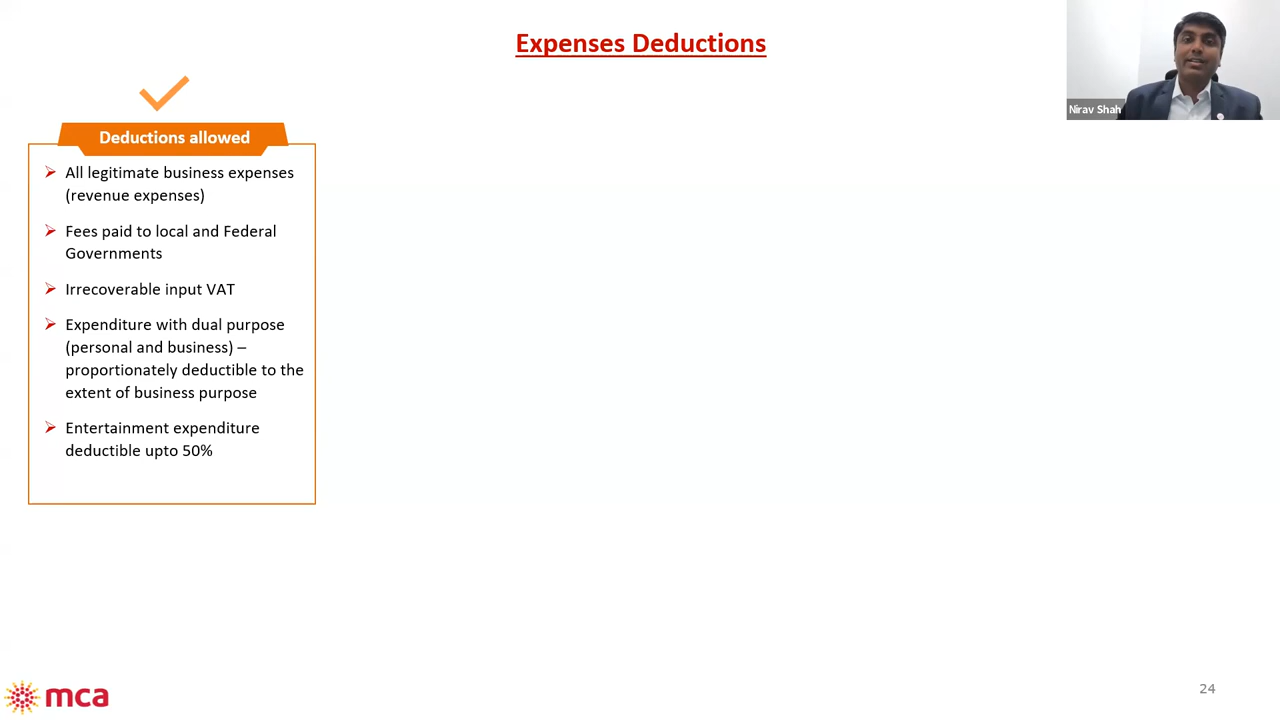 Expenses Deductions
Nirav Shah
Deductions allowed
All legitimate business expenses
(revenue expenses)
Fees paid to local and Federal
Governments
Irrecoverable input VAT
Expenditure with dual purpose
(personal and business) –
proportionately deductible to the
extent of business purpose
Entertainment expenditure
deductible upto 50%
mca
24